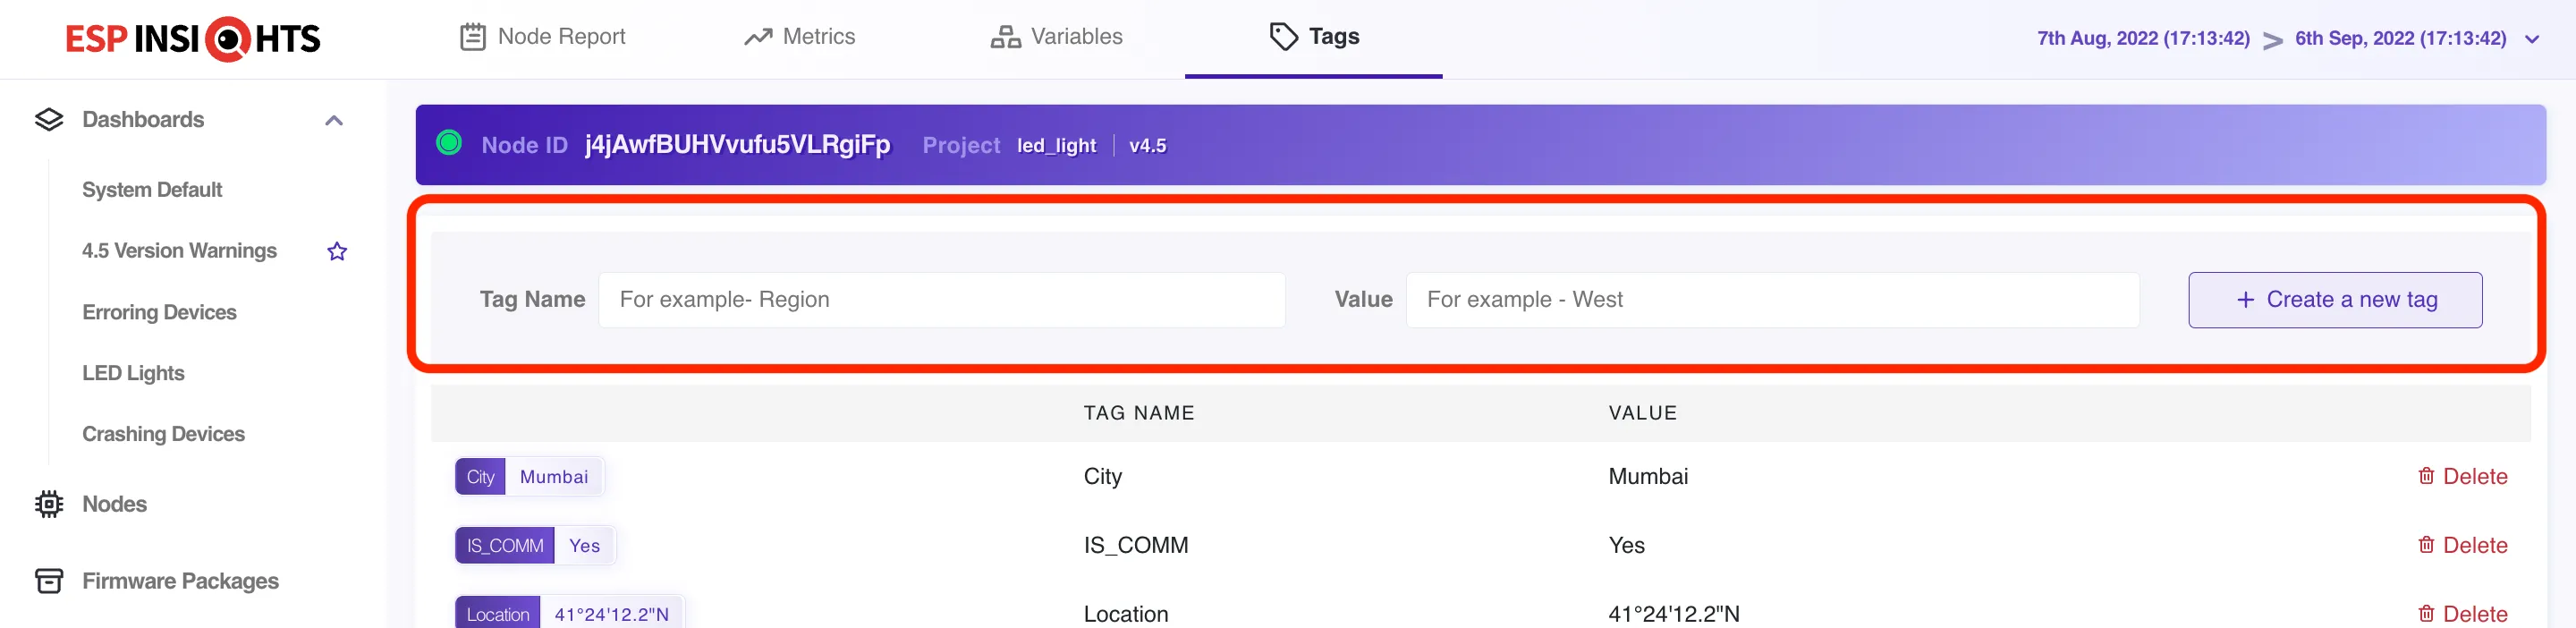 ESP INSIGHTS
Node Report
Metrics
Variables
Tags
7th Aug, 2022 (17:13:42) > 6th Sep, 2022 (17:13:42)
Dashboards
System Default
4.5 Version Warnings
Erroring Devices
LED Lights
Crashing Devices
Nodes
Firmware Packages
Node ID j4jAwfBUHVvufu5VLRgiFp Project led_light | v4.5
Tag Name For example- Region Value For example - West + Create a new tag
TAG NAME VALUE
City Mumbai City Mumbai Delete
IS_COMM Yes IS_COMM Yes Delete
Location 41°24'12.2"N Location 41°24'12.2"N Delete